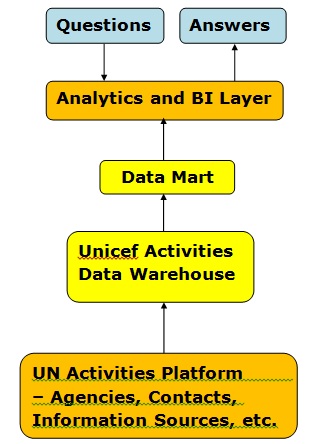 Questions
Answers
Analytics and BI Layer
Data Mart
Unicef Activities
Data Warehouse
UN Activities Platform
– Agencies, Contacts,
Information Sources, etc.